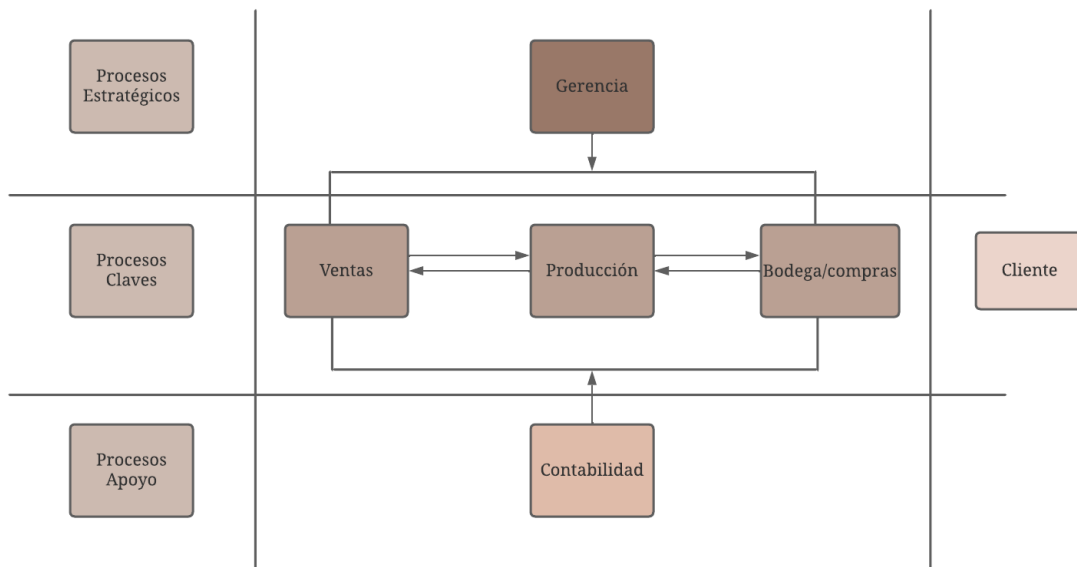 Procesos
Estratégicos
Gerencia
Procesos
Claves
Ventas
Producción
Bodega/compras
Cliente
Procesos
Apoyo
Contabilidad